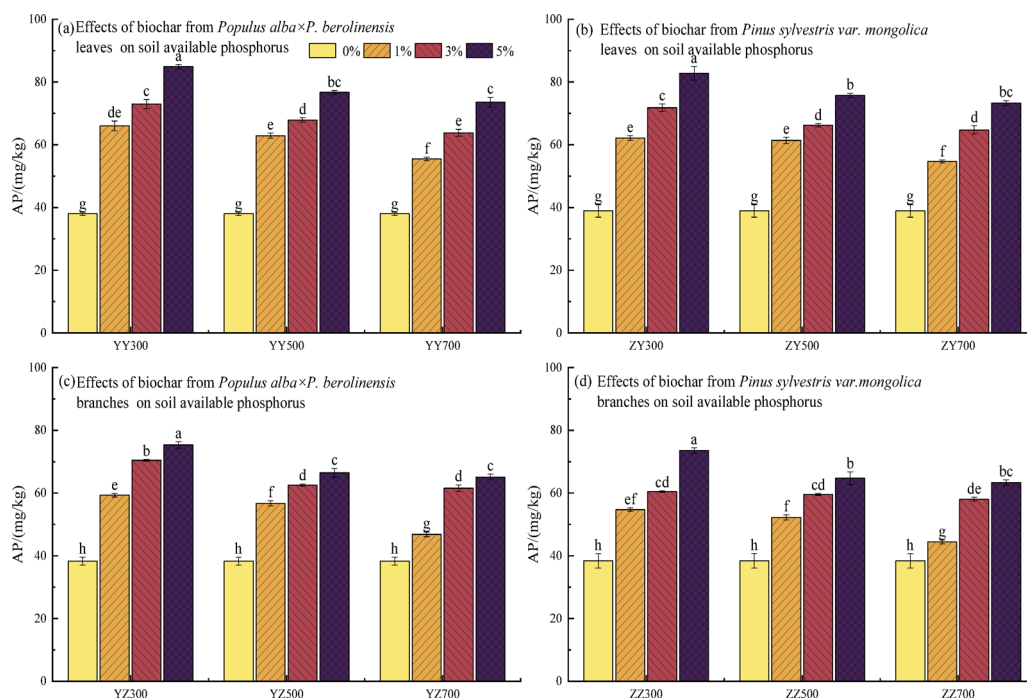 (a) Effects of biochar from Populus alba×P. berolinensis
leaves on soil available phosphorus
0% 1% 3% 5%
100
80
60
40
20
0
AP/(mg/kg)
g de c a
g e d bc
g f e c
YY300 YY500 YY700
(b) Effects of biochar from Pinus sylvestris var. mongolica
leaves on soil available phosphorus
100
80
60
40
20
0
AP/(mg/kg)
g e c a
g e d b
g f d bc
ZY300 ZY500 ZY700
(c) Effects of biochar from Populus alba×P. berolinensis
branches on soil available phosphorus
100
80
60
40
20
0
AP/(mg/kg)
h e b a
h f d c
h g d c
YZ300 YZ500 YZ700
(d) Effects of biochar from Pinus sylvestris var.mongolica
branches on soil available phosphorus
100
80
60
40
20
0
AP/(mg/kg)
h ef cd a
h f cd b
h g de bc
ZZ300 ZZ500 ZZ700